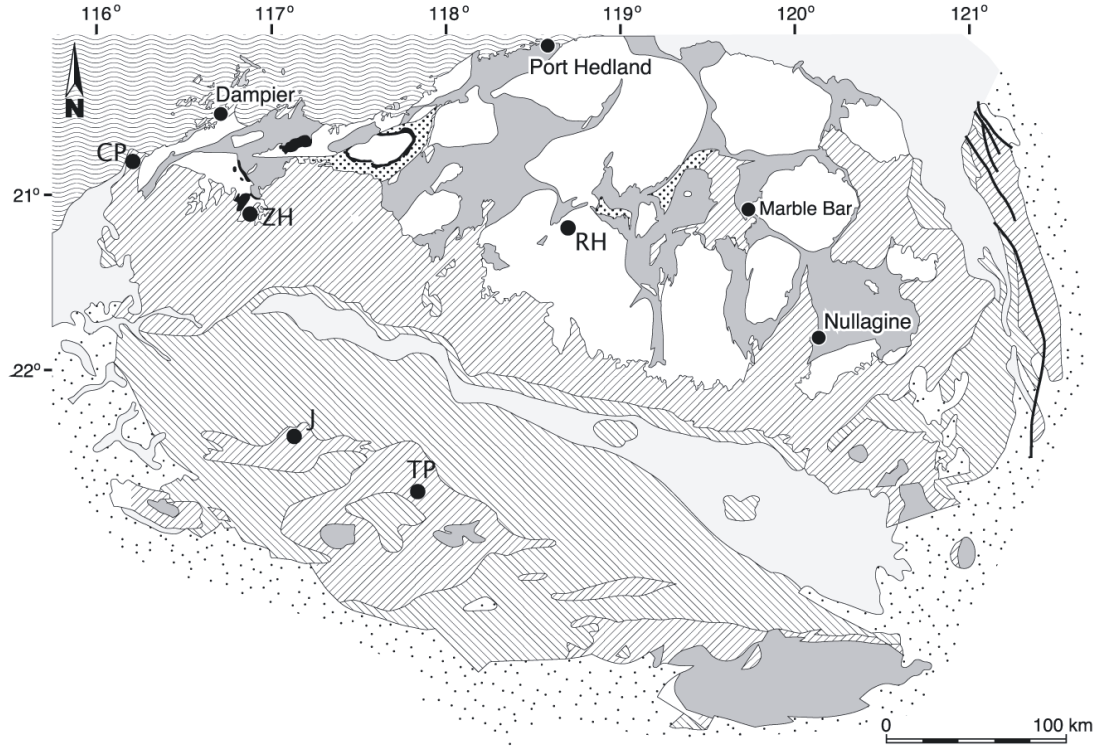 116° 117° 118° 119° 120° 121°
Port Hedland
Dampier
N
CP
21°
Marble Bar
ZH
RH
Nullagine
22°
J
TP
0 100 km